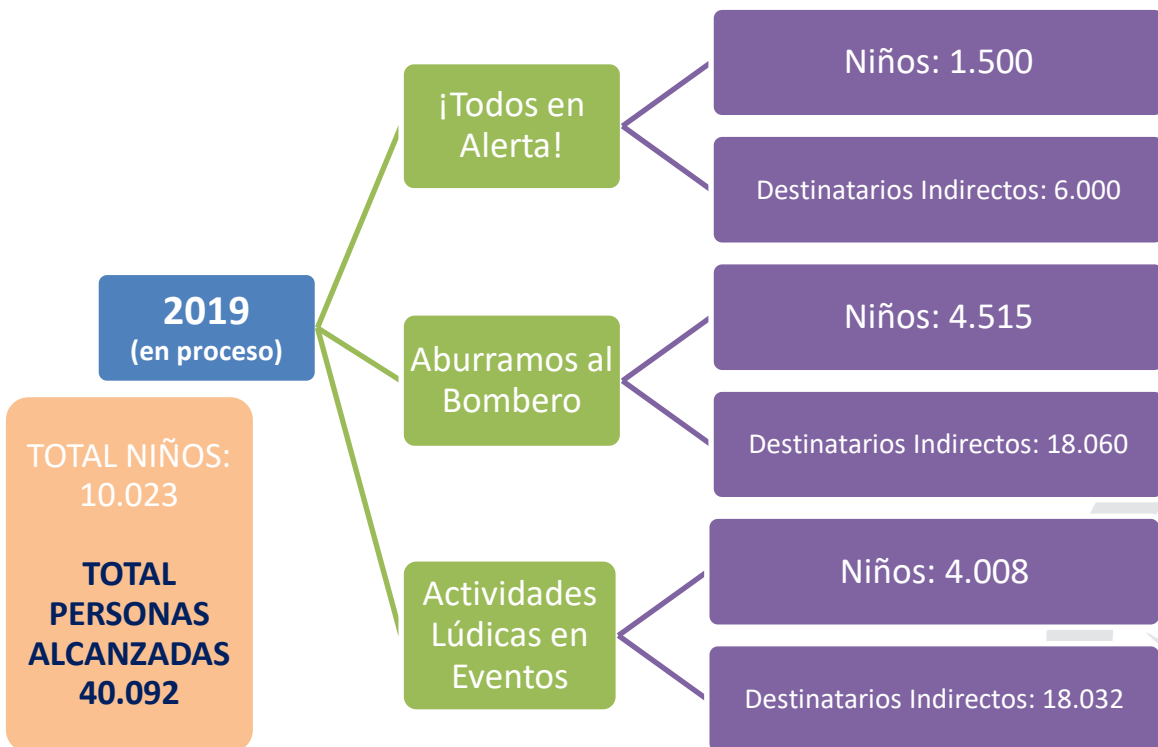 2019
(en proceso)
TOTAL NIÑOS:
10.023
TOTAL
PERSONAS
ALCANZADAS
40.092
¡Todos en
Alerta!
Niños: 1.500
Destinatarios Indirectos: 6.000
Aburramos al
Bombero
Niños: 4.515
Destinatarios Indirectos: 18.060
Actividades
Lúdicas en
Eventos
Niños: 4.008
Destinatarios Indirectos: 18.032